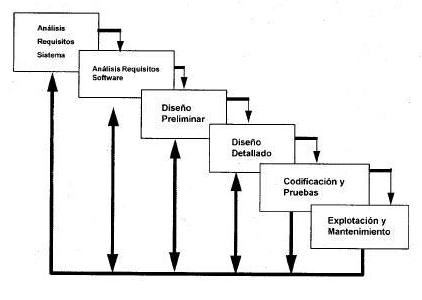 Análisis
Requisitos
Sistema
Análisis Requisitos
Software
Diseño
Preliminar
Diseño
Detallado
Codificación y
Pruebas
Explotación y
Mantenimiento